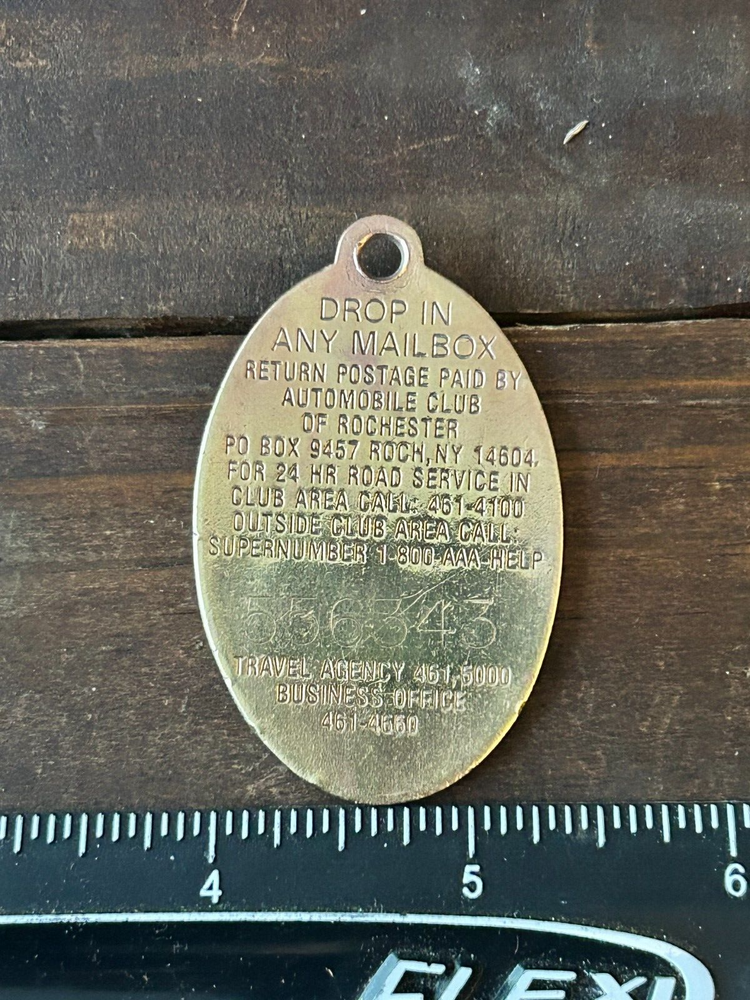 DROP IN
ANY MAILBOX
RETURN POSTAGE PAID BY
AUTOMOBILE CLUB
OF ROCHESTER
PO BOX 9457 ROCH, NY 14604
FOR 24 HR ROAD SERVICE IN
CLUB AREA CALL: 461-4100
OUTSIDE CLUB AREA CALL:
SUPERNUMBER 1-800-AAA-HELP
556343
TRAVEL AGENCY 461,5000
BUSINESS OFFICE
461-4660
4 5 6